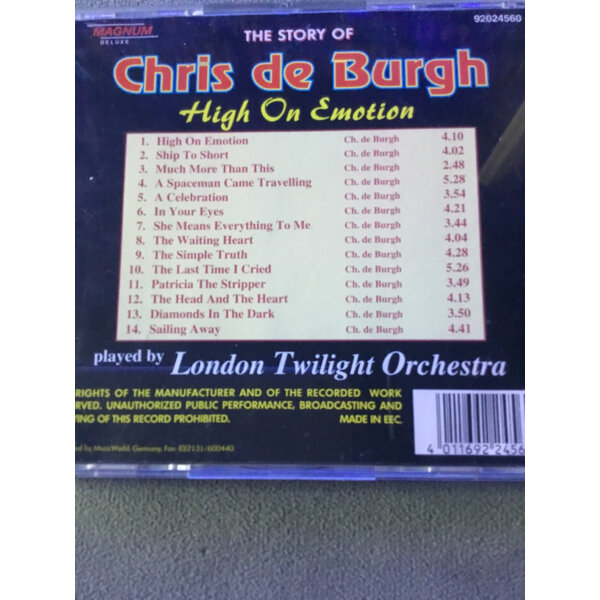 MAGNUM
DELUXE
THE STORY OF
92024560
Chris de Burgh
High On Emotion
1. High On Emotion Ch. de Burgh 4.10
2. Ship To Short Ch. de Burgh 4.02
3. Much More Than This Ch. de Burgh 2.48
4. A Spaceman Came Travelling Ch. de Burgh 5.28
5. A Celebration Ch. de Burgh 3.54
6. In Your Eyes Ch. de Burgh 4.21
7. She Means Everything To Me Ch. de Burgh 3.44
8. The Waiting Heart Ch. de Burgh 4.04
9. The Simple Truth Ch. de Burgh 4.28
10. The Last Time I Cried Ch. de Burgh 5.26
11. Patricia The Stripper Ch. de Burgh 3.49
12. The Head And The Heart Ch. de Burgh 4.13
13. Diamonds In The Dark Ch. de Burgh 3.50
14. Sailing Away Ch. de Burgh 4.41
played by London Twilight Orchestra
RIGHTS OF THE MANUFACTURER AND OF THE RECORDED WORK
RVED. UNAUTHORIZED PUBLIC PERFORMANCE, BROADCASTING AND
YING OF THIS RECORD PROHIBITED. MADE IN EEC.
ed by MusicWorld, Germany, Fax: (0)2131/600440
4 011692 2456